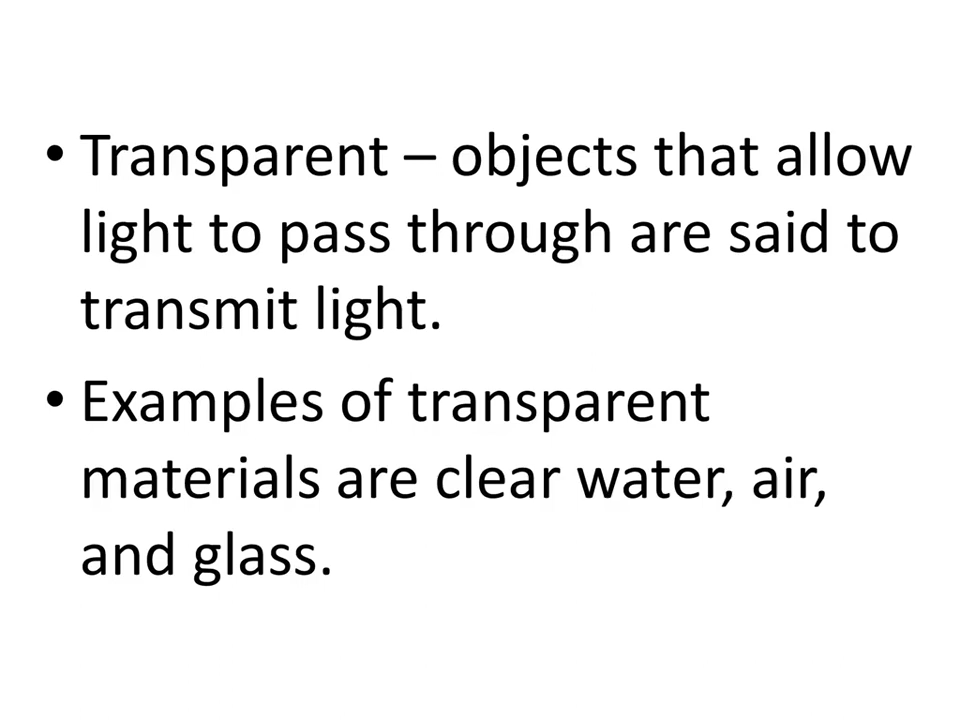 • Transparent – objects that allow
light to pass through are said to
transmit light.
• Examples of transparent
materials are clear water, air,
and glass.